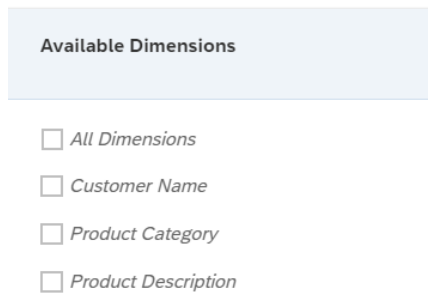 Available Dimensions
All Dimensions
Customer Name
Product Category
Product Description